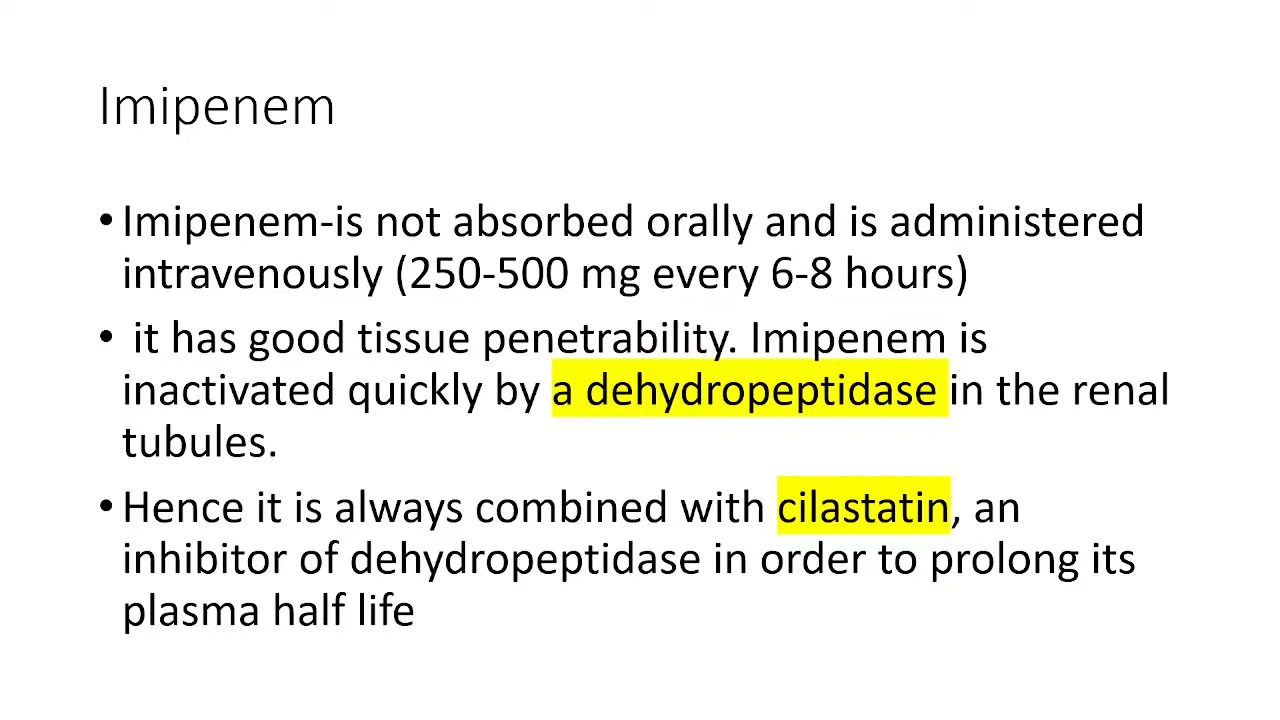 Imipenem
• Imipenem-is not absorbed orally and is administered
intravenously (250-500 mg every 6-8 hours)
• it has good tissue penetrability. Imipenem is
inactivated quickly by a dehydropeptidase in the renal
tubules.
• Hence it is always combined with cilastatin, an
inhibitor of dehydropeptidase in order to prolong its
plasma half life